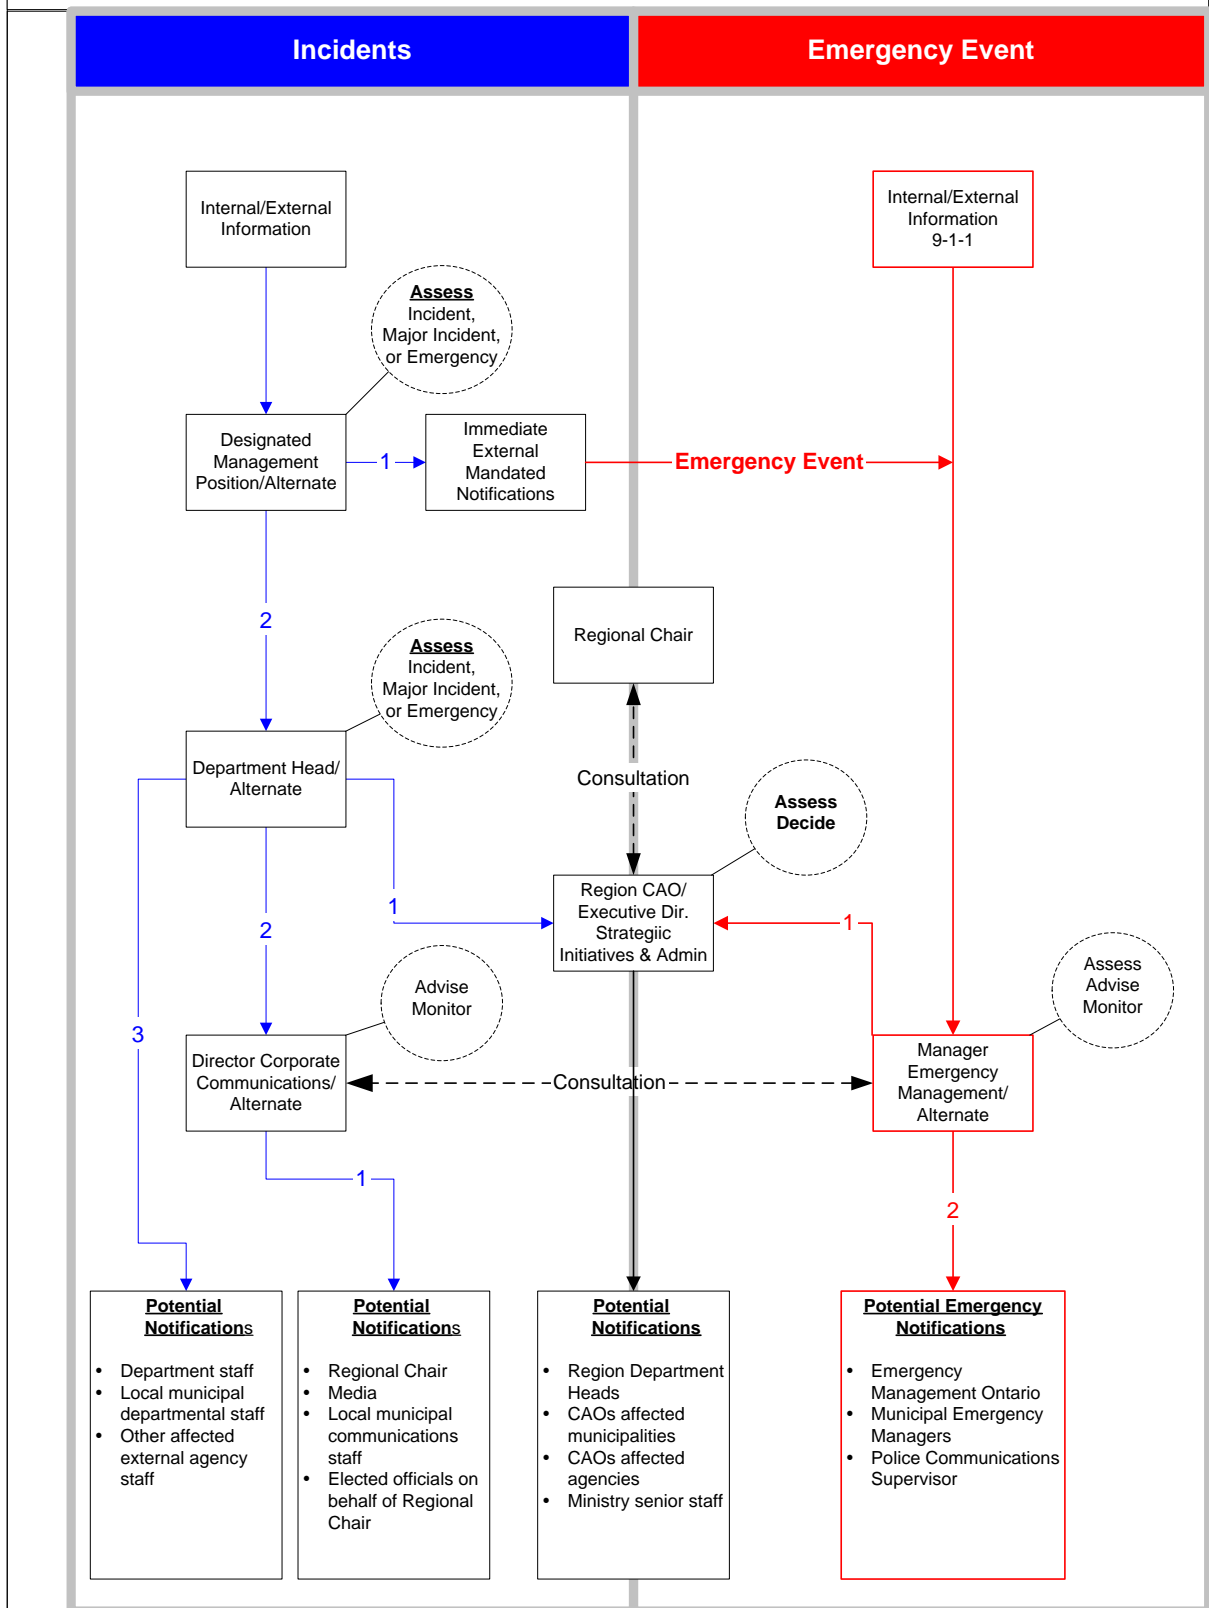 Incidents
Emergency Event
Internal/External
Information
Internal/External
Information
9-1-1
Assess
Incident,
Major Incident,
or Emergency
Designated
Management
Position/Alternate
1
Immediate
External
Mandated
Notifications
Emergency Event
2
Regional Chair
Assess
Incident,
Major Incident,
or Emergency
Department Head/
Alternate
Consultation
Assess
Decide
1
Region CAO/
Executive Dir.
Strategiic
Initiatives & Admin
1
2
Advise
Monitor
Assess
Advise
Monitor
3
Director Corporate
Communications/
Alternate
Consultation
Manager
Emergency
Management/
Alternate
1
2
Potential
Notifications
• Department staff
• Local municipal
departmental staff
• Other affected
external agency
staff
Potential
Notifications
• Regional Chair
• Media
• Local municipal
communications
staff
• Elected officials on
behalf of Regional
Chair
Potential
Notifications
• Region Department
Heads
• CAOs affected
municipalities
• CAOs affected
agencies
• Ministry senior staff
Potential Emergency
Notifications
• Emergency
Management Ontario
• Municipal Emergency
Managers
• Police Communications
Supervisor